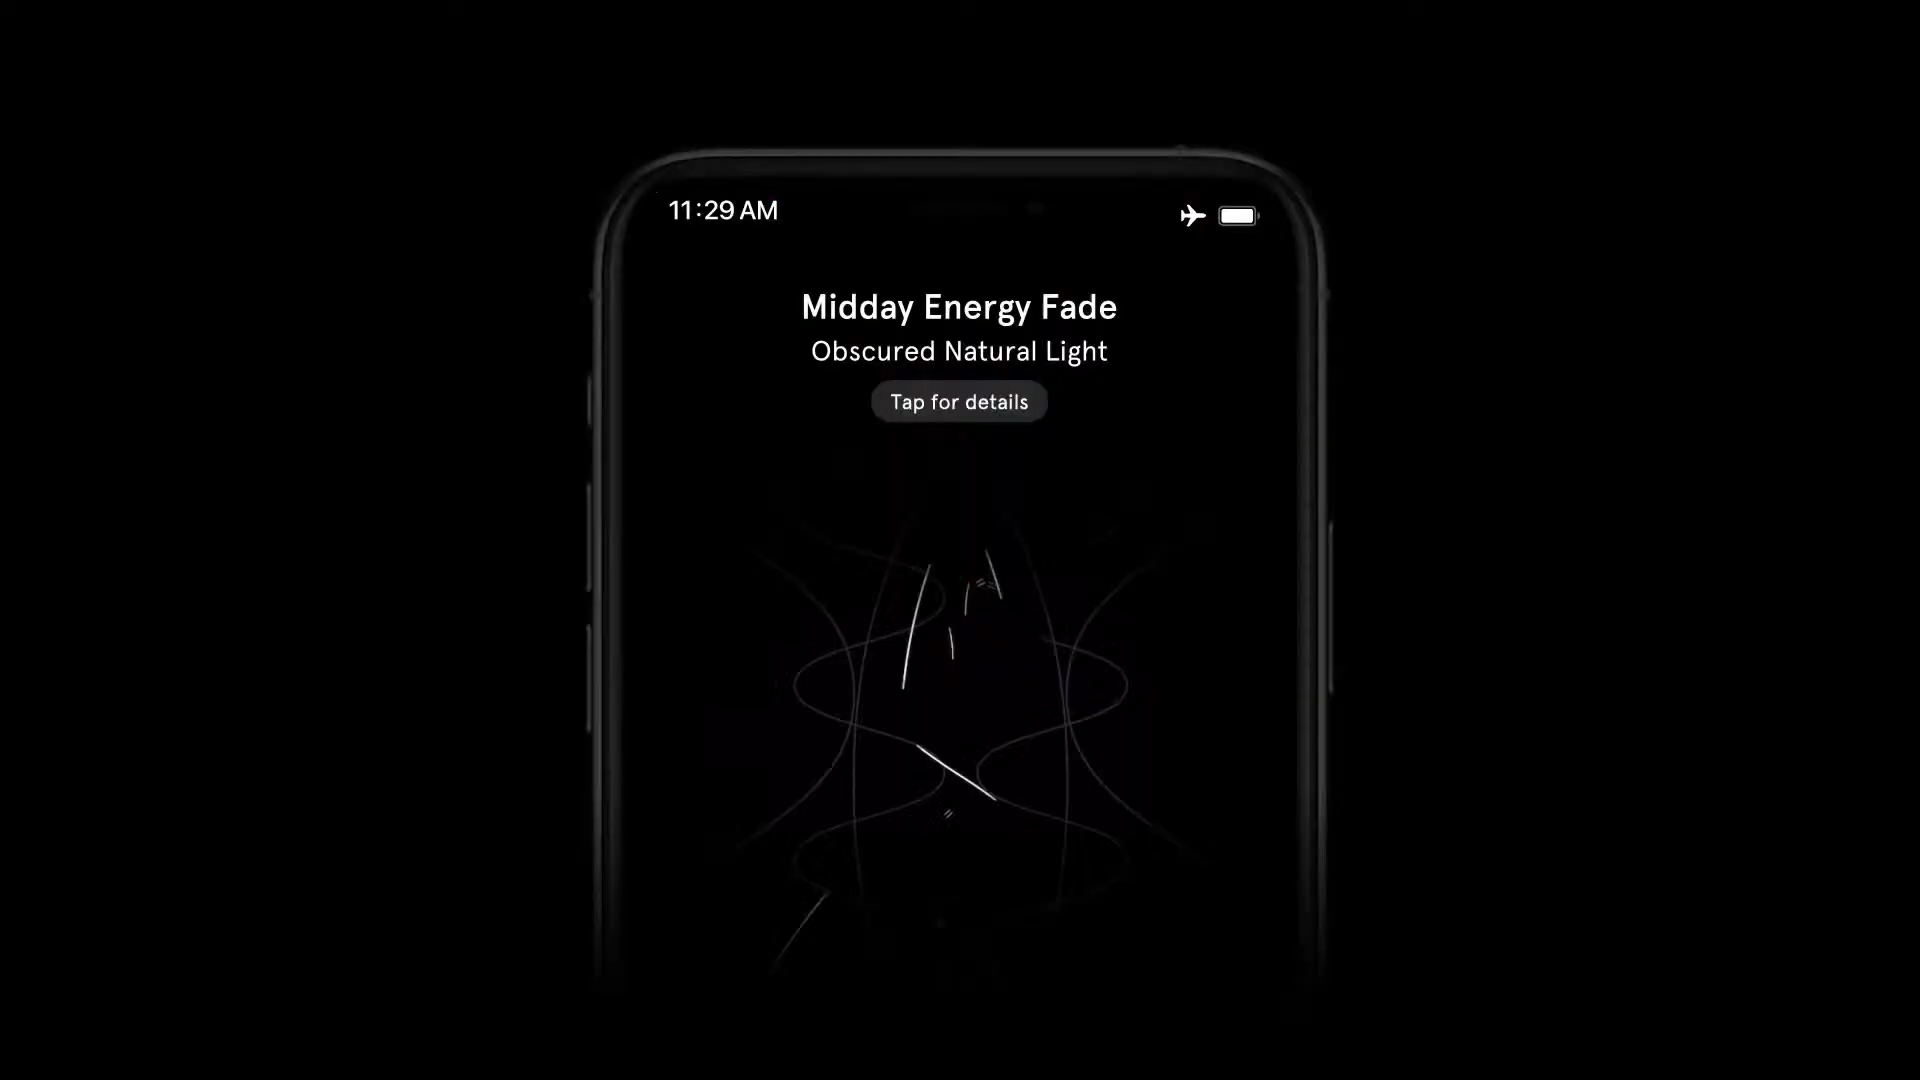 11:29 AM
Midday Energy Fade
Obscured Natural Light
Tap for details